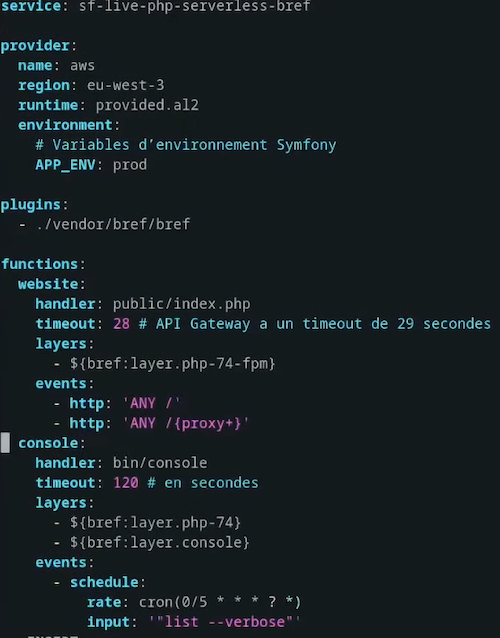 service: sf-live-php-serverless-bref
provider:
  name: aws
  region: eu-west-3
  runtime: provided.al2
  environment:
    # Variables d’environnement Symfony
    APP_ENV: prod
plugins:
  - ./vendor/bref/bref
functions:
  website:
    handler: public/index.php
    timeout: 28 # API Gateway a un timeout de 29 secondes
    layers:
      - ${bref:layer.php-74-fpm}
    events:
      - http: 'ANY /'
      - http: 'ANY /{proxy+}'
  console:
    handler: bin/console
    timeout: 120 # en secondes
    layers:
      - ${bref:layer.php-74}
      - ${bref:layer.console}
    events:
      - schedule:
          rate: cron(0/5 * * * ? *)
          input: '"list --verbose"'